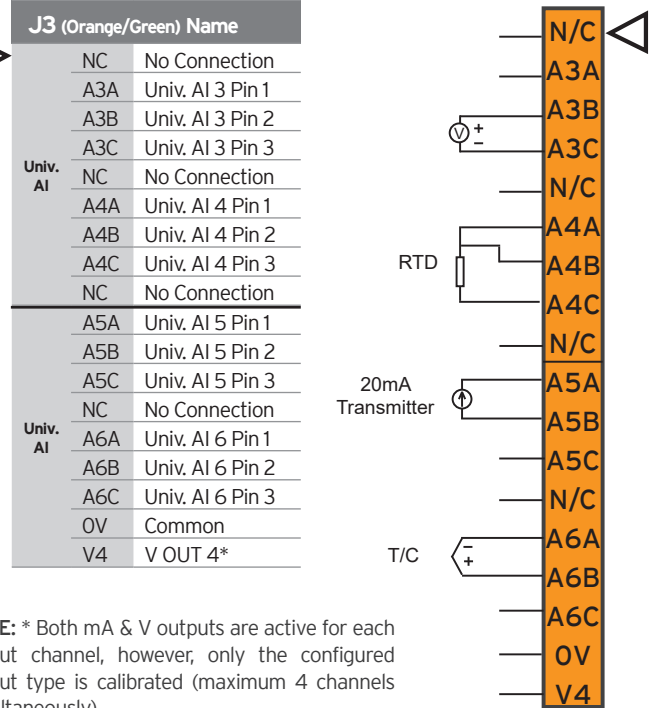 J3 (Orange/Green) Name
NC No Connection
A3A Univ. AI 3 Pin 1
A3B Univ. AI 3 Pin 2
A3C Univ. AI 3 Pin 3
Univ. AI
NC No Connection
A4A Univ. AI 4 Pin 1
A4B Univ. AI 4 Pin 2
A4C Univ. AI 4 Pin 3
NC No Connection
A5A Univ. AI 5 Pin 1
A5B Univ. AI 5 Pin 2
A5C Univ. AI 5 Pin 3
NC No Connection
Univ. AI
A6A Univ. AI 6 Pin 1
A6B Univ. AI 6 Pin 2
A6C Univ. AI 6 Pin 3
0V Common
V4 V OUT 4*
E: * Both mA & V outputs are active for each
ut channel, however, only the configured
ut type is calibrated (maximum 4 channels
N/C
A3A
A3B
V + -
A3C
N/C
A4A
RTD
A4B
A4C
N/C
20mA
Transmitter
A5A
A5B
A5C
N/C
A6A
T/C - +
A6B
A6C
0V
V4